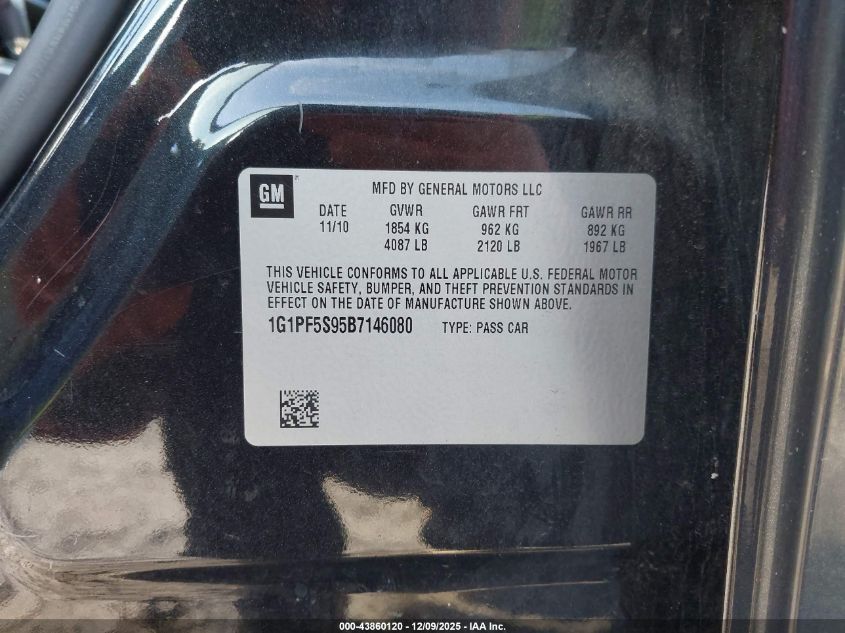 GM
MFD BY GENERAL MOTORS LLC
DATE GVWR GAWR FRT GAWR RR
11/10 1854 KG 962 KG 892 KG
4087 LB 2120 LB 1967 LB
THIS VEHICLE CONFORMS TO ALL APPLICABLE U.S. FEDERAL MOTOR
VEHICLE SAFETY, BUMPER, AND THEFT PREVENTION STANDARDS IN
EFFECT ON THE DATE OF MANUFACTURE SHOWN ABOVE.
1G1PF5S95B7146080 TYPE: PASS CAR
000-43860120 - 12/09/2025 - IAA Inc.